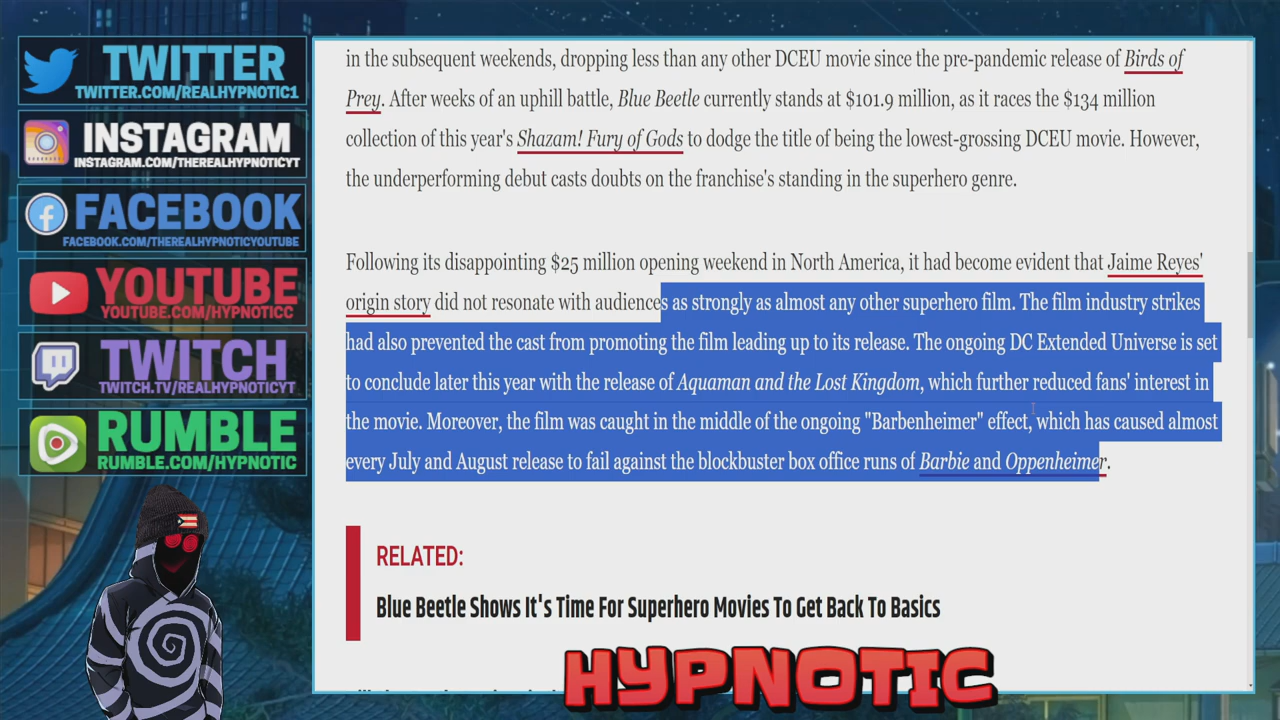 TWITTER
TWITTER.COM/REALHYPNOTIC1
INSTAGRAM
INSTAGRAM.COM/THEREALHYPNOTICYT
FACEBOOK
FACEBOOK.COM/THEREALHYPNOTICYOUTUBE
YOUTUBE
YOUTUBE.COM/HYPNOTICYT
TWITCH
TWITCH.TV/REALHYPNOTICYT
RUMBLE
RUMBLE.COM/HYPNOTIC
in the subsequent weekends, dropping less than any other DCEU movie since the pre-pandemic release of Birds of
Prey. After weeks of an uphill battle, Blue Beetle currently stands at $101.9 million, as it races the $134 million
collection of this year's Shazam! Fury of Gods to dodge the title of being the lowest-grossing DCEU movie. However,
the underperforming debut casts doubts on the franchise's standing in the superhero genre.
Following its disappointing $25 million opening weekend in North America, it had become evident that Jaime Reyes'
origin story did not resonate with audiences as strongly as almost any other superhero film. The film industry strikes
had also prevented the cast from promoting the film leading up to its release. The ongoing DC Extended Universe is set
to conclude later this year with the release of Aquaman and the Lost Kingdom, which further reduced fans' interest in
the movie. Moreover, the film was caught in the middle of the ongoing "Barbenheimer" effect, which has caused almost
every July and August release to fail against the blockbuster box office runs of Barbie and Oppenheimer.
RELATED:
Blue Beetle Shows It's Time For Superhero Movies To Get Back To Basics
HYPNOTIC